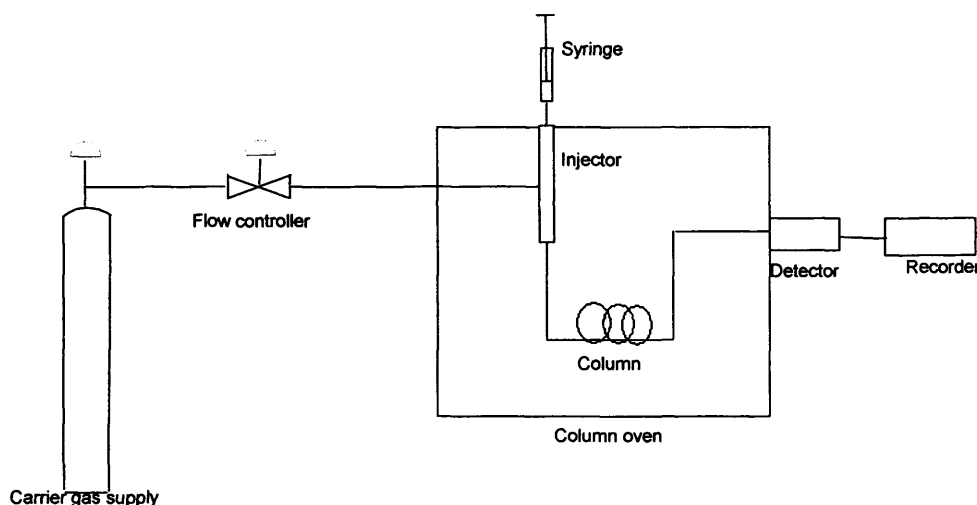 Syringe
Injector
Flow controller
Detector
Recorder
Column
Column oven
Carrier gas supply